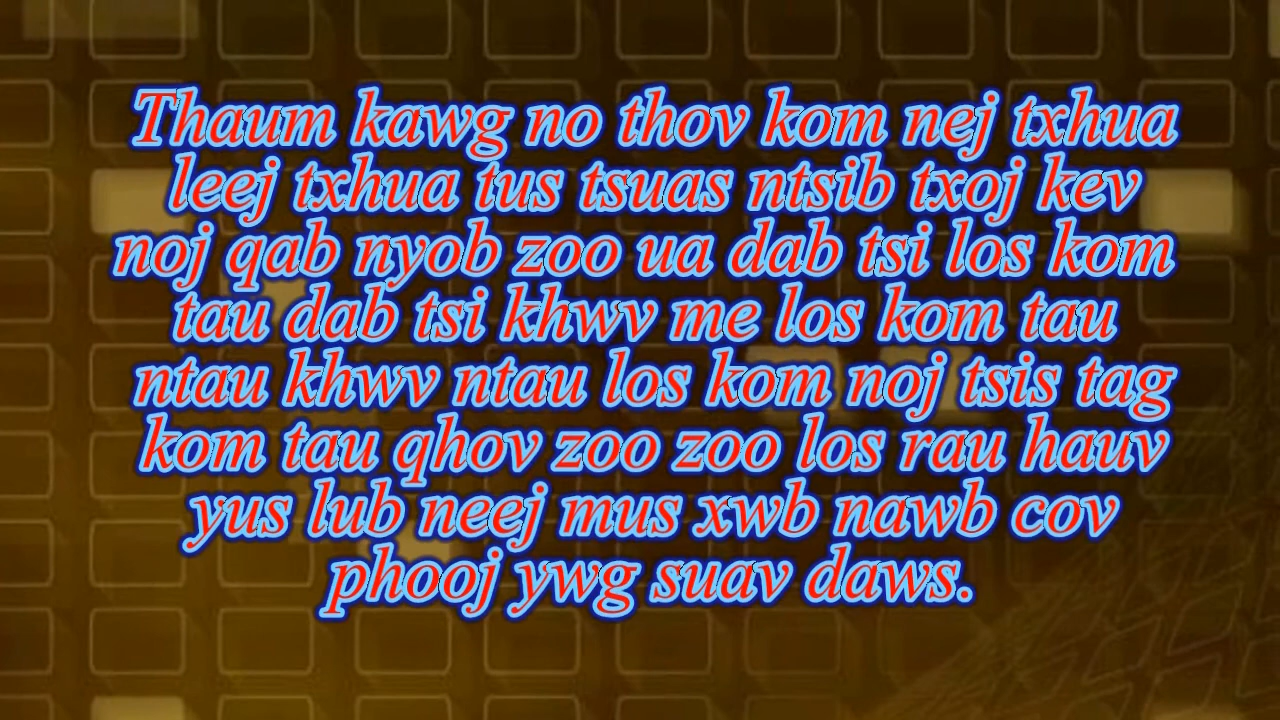 Thaum kawg no thov kom nej txhua
leej txhua tus tsuas ntsib txoj kev
noj qab nyob zoo ua dab tsi los kom
tau dab tsi khwv me los kom tau
ntau khwv ntau los kom noj tsis tag
kom tau qhov zoo zoo los rau hauv
yus lub neej mus xwb nawb cov
phooj ywg suav daws.